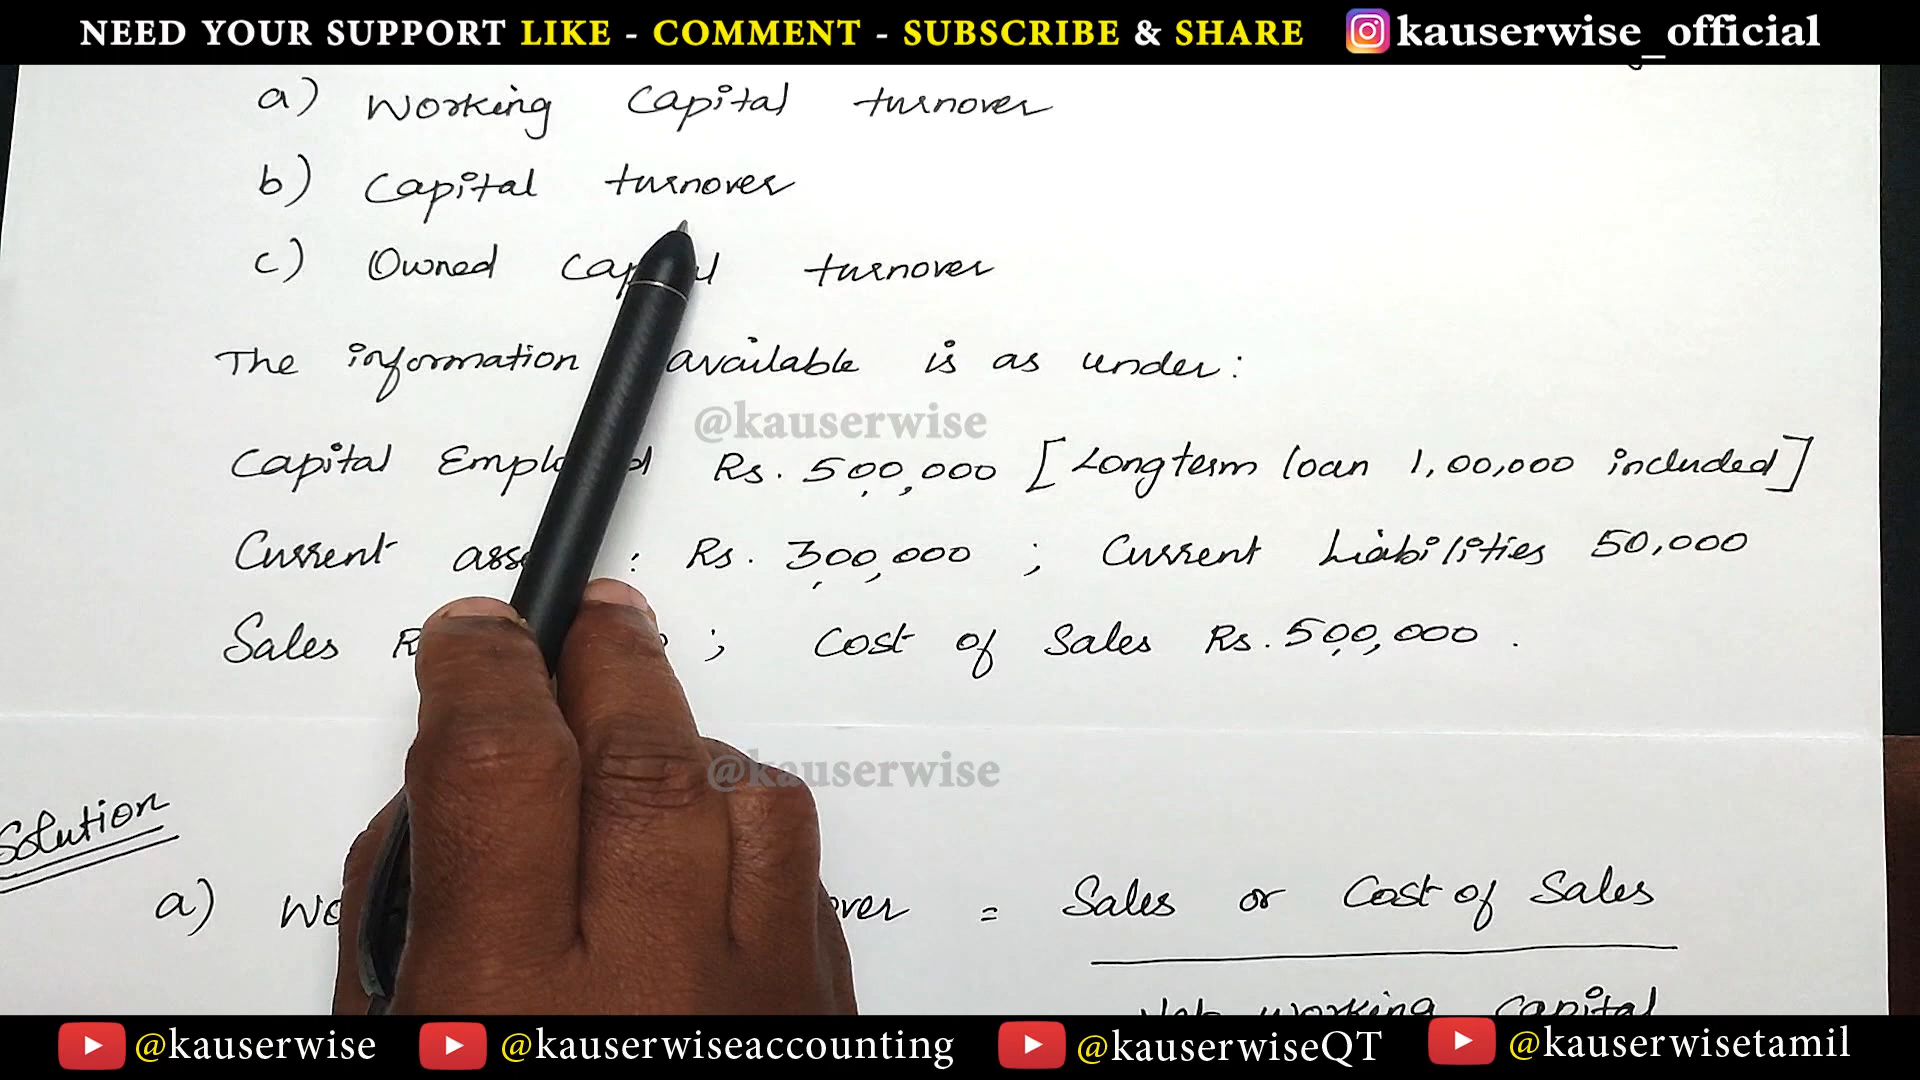 NEED YOUR SUPPORT LIKE - COMMENT - SUBSCRIBE & SHARE kauserwise_official
a) Working Capital turnover
b) Capital turnover
c) Owned turnover
The information available is as under:
@kauserwise
Capital Rs. 5,00,000 [Longterm loan 1,00,000 included]
Current : Rs. 3,00,000 ; Current Liabilities 50,000
Sales ; Cost of Sales Rs. 5,00,000 .
@kauserwise
Solution
a) = Sales or Cost of Sales
working capital
@kauserwise @kauserwiseaccounting @kauserwiseQT @kauserwisetamil